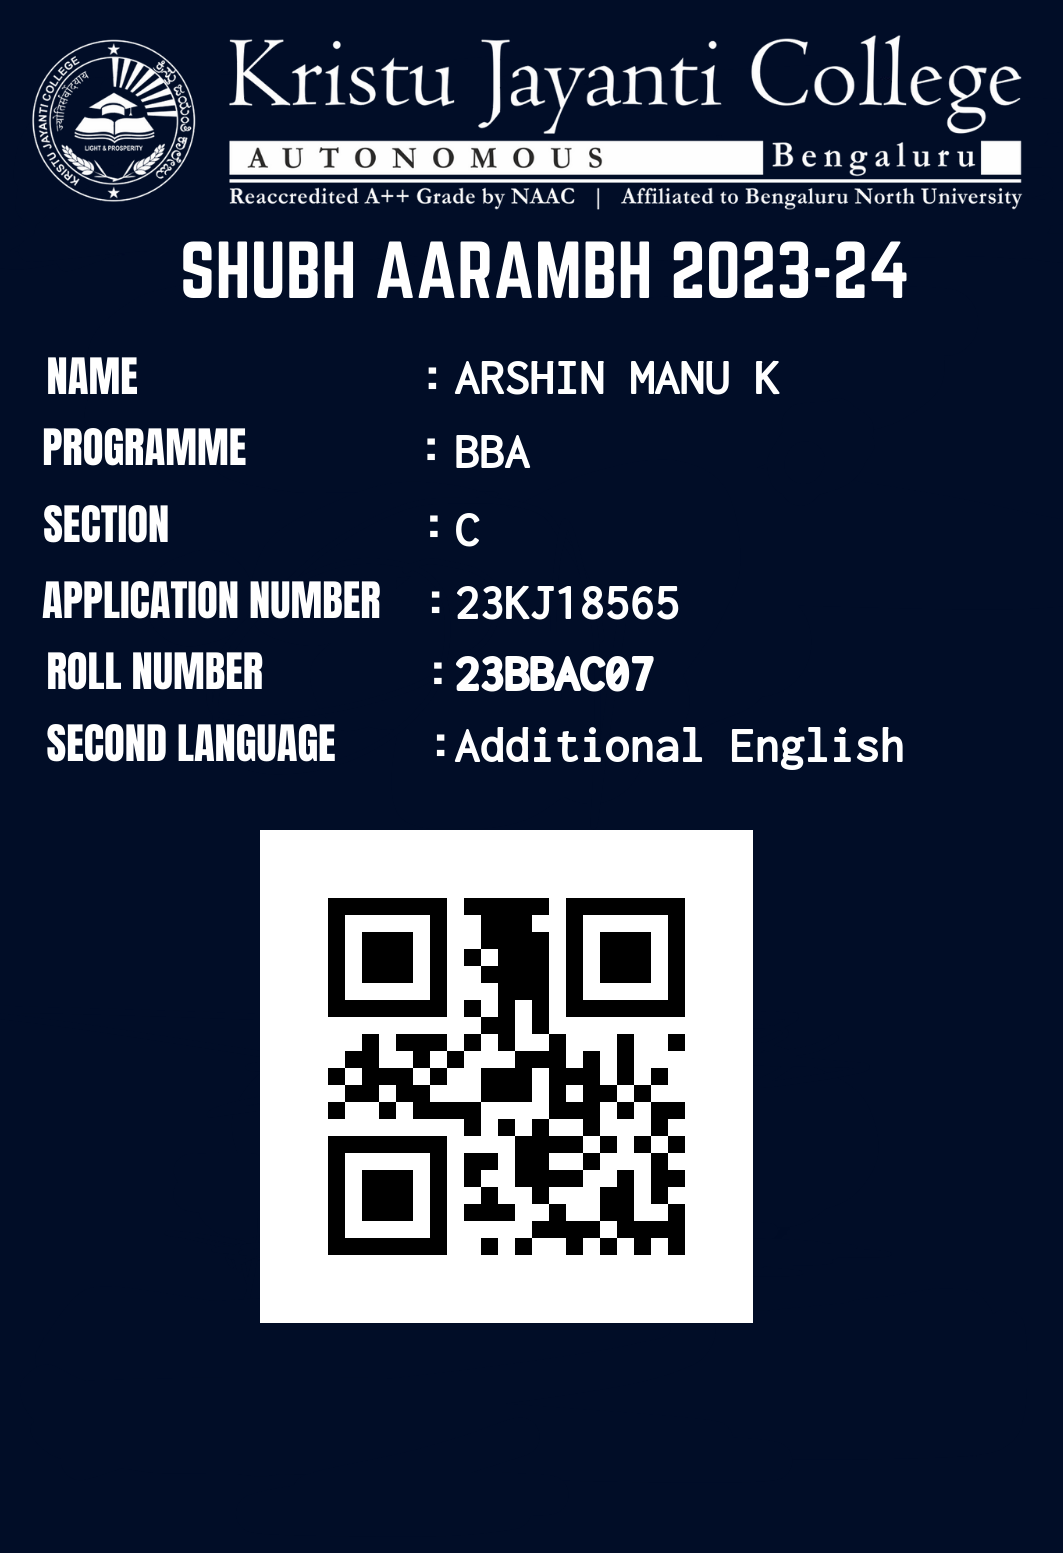 KRISTU JAYANTI COLLEGE
LIGHT & PROSPERITY
Kristu Jayanti College
AUTONOMOUS Bengaluru
Reaccredited A++ Grade by NAAC | Affiliated to Bengaluru North University
SHUBH AARAMBH 2023-24
NAME : ARSHIN MANU K
PROGRAMME : BBA
SECTION : C
APPLICATION NUMBER : 23KJ18565
ROLL NUMBER : 23BBAC07
SECOND LANGUAGE : Additional English